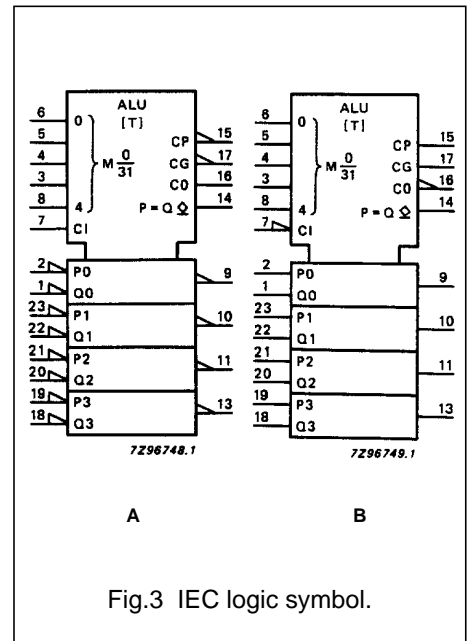 ALU
[T]
6 0
5
4
3
8 4
7 CI
M 0/31
CP 15
CG 17
C0 16
P = Q ◇ 14
2 P0
1 Q0
9
23 P1
22 Q1
10
21 P2
20 Q2
11
19 P3
18 Q3
13
7Z96748.1
A
ALU
[T]
6 0
5
4
3
8 4
7 CI
M 0/31
CP 15
CG 17
C0 16
P = Q ◇ 14
2 P0
1 Q0
9
23 P1
22 Q1
10
21 P2
20 Q2
11
19 P3
18 Q3
13
7Z96749.1
B
Fig.3 IEC logic symbol.